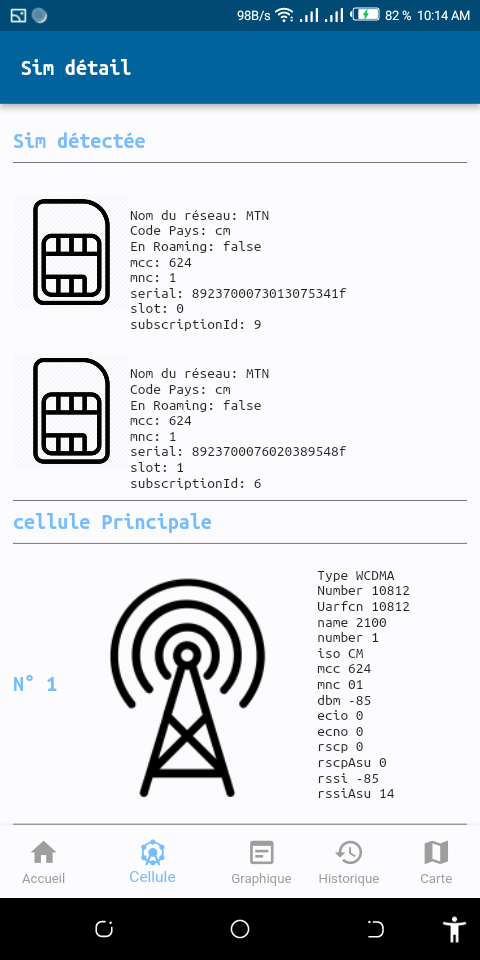 98B/s 82 % 10:14 AM
Sim détail
Sim détectée
Nom du réseau: MTN
Code Pays: cm
En Roaming: false
mcc: 624
mnc: 1
serial: 8923700073013075341f
slot: 0
subscriptionId: 9
Nom du réseau: MTN
Code Pays: cm
En Roaming: false
mcc: 624
mnc: 1
serial: 8923700076020389548f
slot: 1
subscriptionId: 6
cellule Principale
N° 1
Type WCDMA
Number 10812
Uarfcn 10812
name 2100
number 1
iso CM
mcc 624
mnc 01
dbm -85
ecio 0
ecno 0
rscp 0
rscpAsu 0
rssi -85
rssiAsu 14
Accueil Cellule Graphique Historique Carte